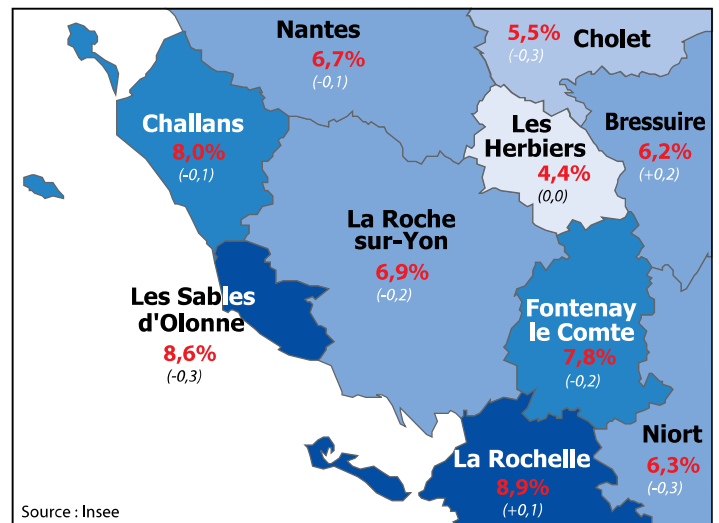 Nantes
6,7%
(-0,1)
5,5%
(-0,3)
Cholet
Challans
8,0%
(-0,1)
Les
Herbiers
4,4%
(0,0)
Bressuire
6,2%
(+0,2)
La Roche
sur-Yon
6,9%
(-0,2)
Les Sables
d'Olonne
8,6%
(-0,3)
Fontenay
le Comte
7,8%
(-0,2)
La Rochelle
8,9%
(+0,1)
Niort
6,3%
(-0,3)
Source : Insee